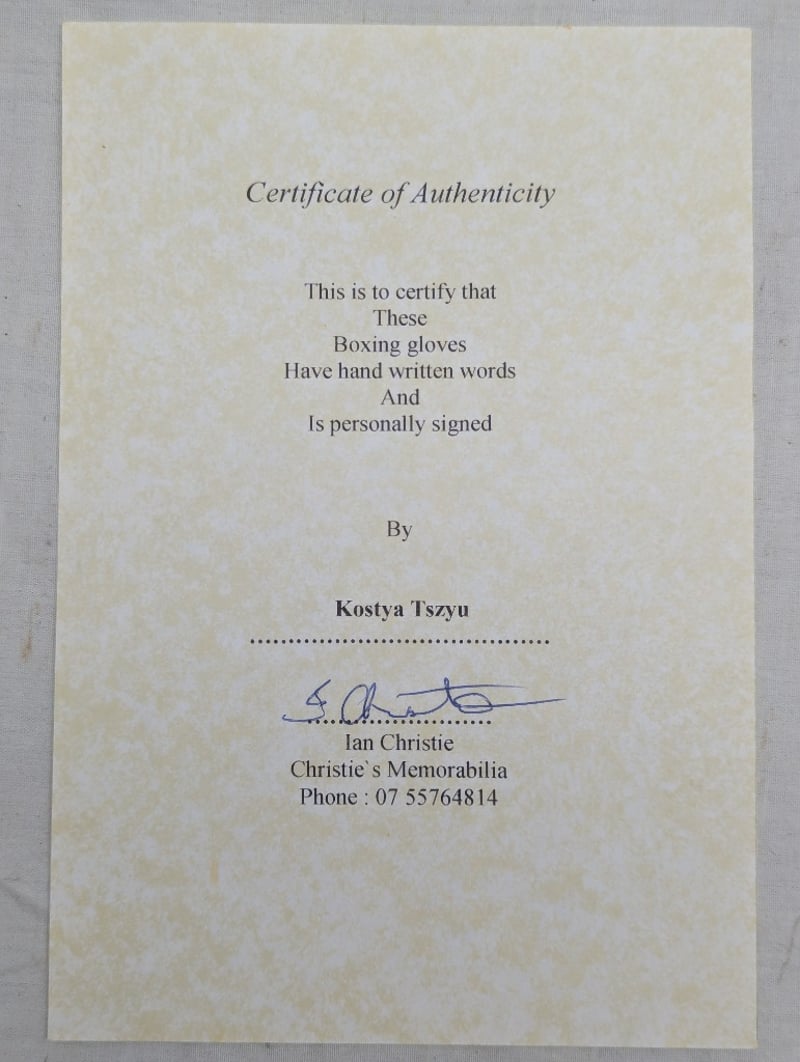 Certificate of Authenticity
This is to certify that
These
Boxing gloves
Have hand written words
And
Is personally signed
By
Kostya Tszyu
.......................................
I. Christie
........................
Ian Christie
Christie`s Memorabilia
Phone : 07 55764814